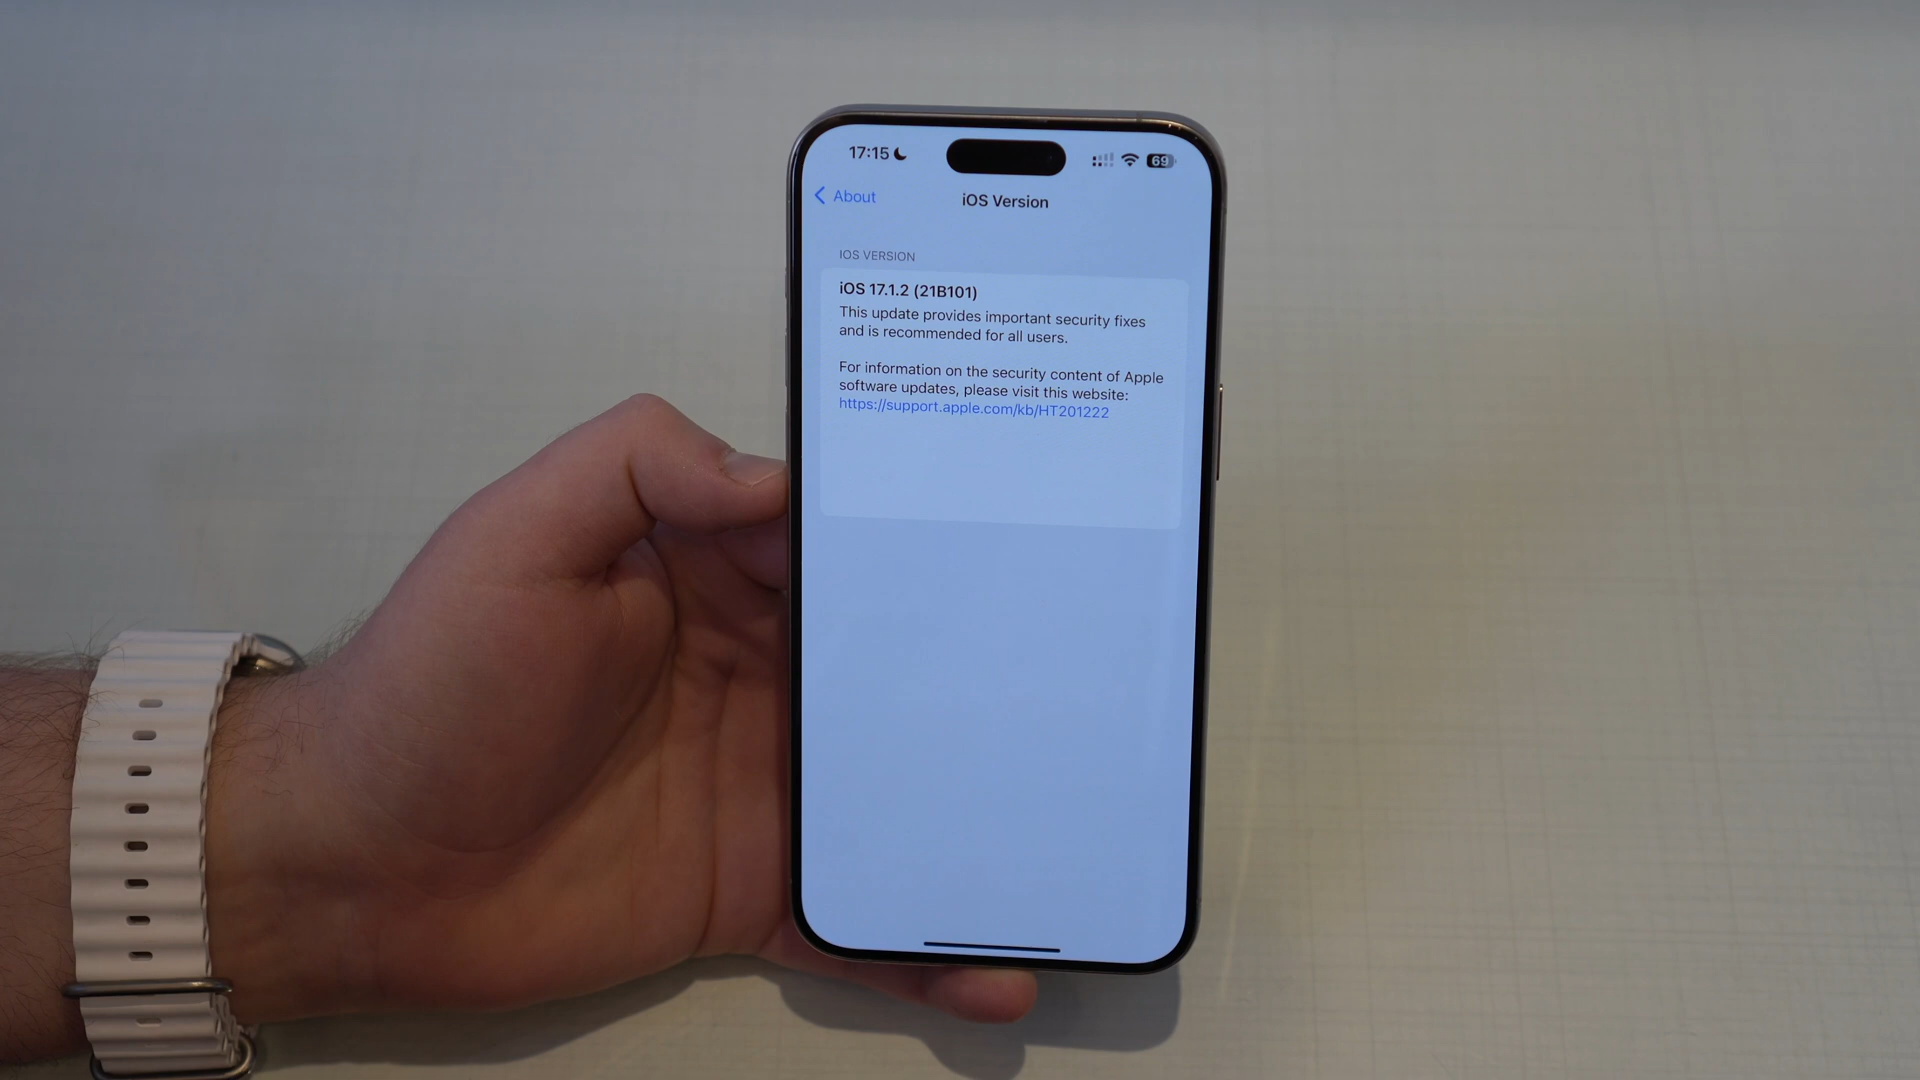 17:15
69
About
iOS Version
IOS VERSION
iOS 17.1.2 (21B101)
This update provides important security fixes
and is recommended for all users.
For information on the security content of Apple
software updates, please visit this website:
https://support.apple.com/kb/HT201222